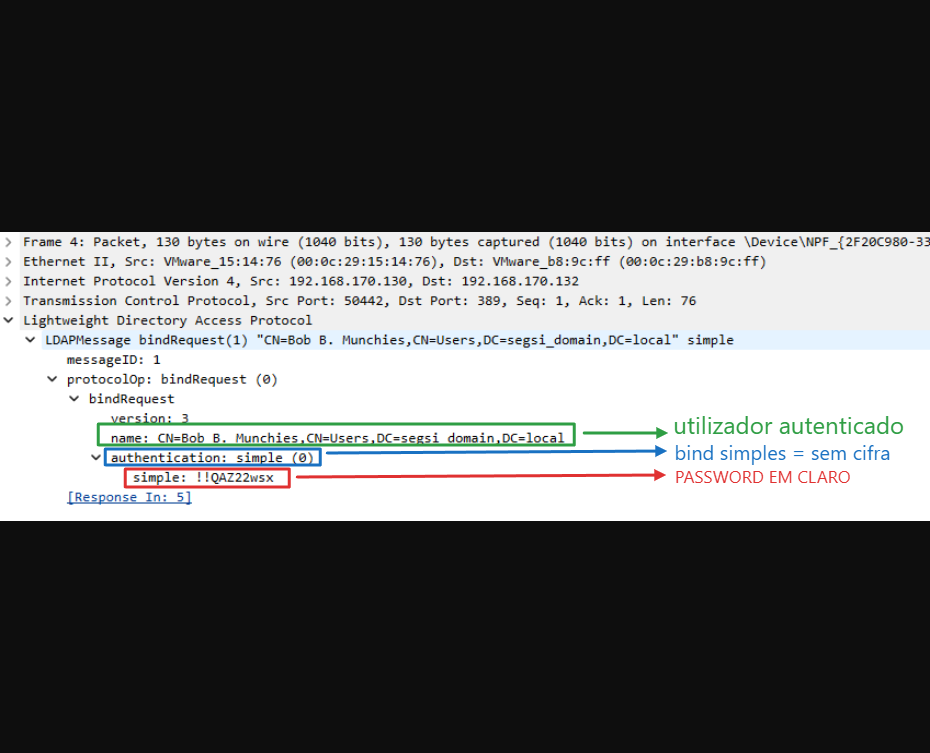 Frame 4: Packet, 130 bytes on wire (1040 bits), 130 bytes captured (1040 bits) on interface \Device\NPF_{2F20C980-33
Ethernet II, Src: VMware_15:14:76 (00:0c:29:15:14:76), Dst: VMware_b8:9c:ff (00:0c:29:b8:9c:ff)
Internet Protocol Version 4, Src: 192.168.170.130, Dst: 192.168.170.132
Transmission Control Protocol, Src Port: 50442, Dst Port: 389, Seq: 1, Ack: 1, Len: 76
Lightweight Directory Access Protocol
LDAPMessage bindRequest(1) "CN=Bob B. Munchies,CN=Users,DC=segsi_domain,DC=local" simple
messageID: 1
protocolOp: bindRequest (0)
bindRequest
version: 3
name: CN=Bob B. Munchies,CN=Users,DC=segsi_domain,DC=local
utilizador autenticado
authentication: simple (0)
bind simples = sem cifra
simple: !!QAZ22wsx
PASSWORD EM CLARO
[Response In: 5]